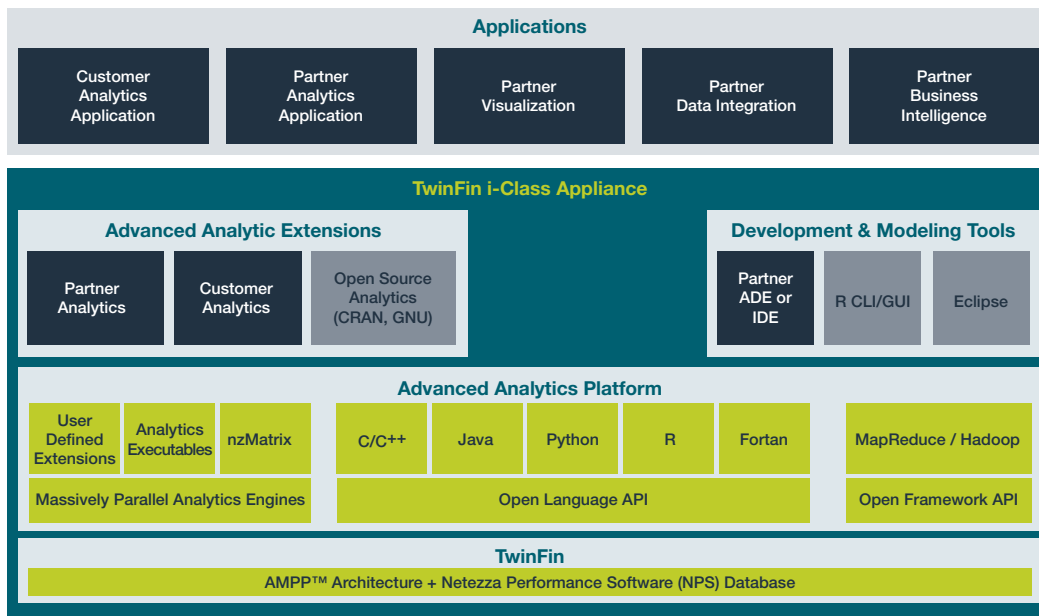 Applications
Customer
Analytics
Application
Partner
Analytics
Application
Partner
Visualization
Partner
Data Integration
Partner
Business
Intelligence
TwinFin i-Class Appliance
Advanced Analytic Extensions
Partner
Analytics
Customer
Analytics
Open Source
Analytics
(CRAN, GNU)
Development & Modeling Tools
Partner
ADE or
IDE
R CLI/GUI
Eclipse
Advanced Analytics Platform
User
Defined
Extensions
Analytics
Executables
nzMatrix
C/C++
Java
Python
R
Fortan
MapReduce / Hadoop
Massively Parallel Analytics Engines
Open Language API
Open Framework API
TwinFin
AMPP™ Architecture + Netezza Performance Software (NPS) Database